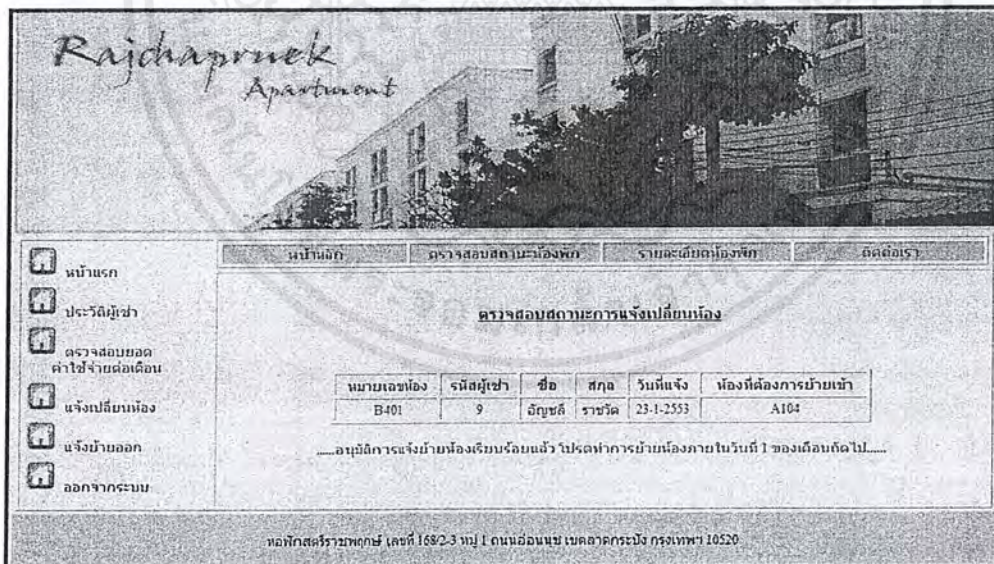 Rajchapruek
Apartment
หน้าแรก ตรวจสอบสถานะห้องพัก รายละเอียดห้องพัก ติดต่อเรา
หน้าแรก
ประวัติผู้เช่า
ตรวจสอบยอด
ค่าใช้จ่ายต่อเดือน
แจ้งเปลี่ยนห้อง
แจ้งย้ายออก
ออกจากระบบ
ตรวจสอบสถานะการแจ้งเปลี่ยนห้อง
หมายเลขห้อง รหัสผู้เช่า ชื่อ สกุล วันที่แจ้ง ห้องที่ต้องการย้ายเข้า
B401 9 อัญชลี ราชวัต 23-1-2553 A104
.....อนุมัติการแจ้งย้ายห้องเรียบร้อยแล้ว โปรดทำการย้ายห้องภายในวันที่ 1 ของเดือนถัดไป.....
หอพักสตรีราชพฤกษ์ เลขที่ 168/2-3 หมู่ 1 ถนนอ่อนนุช เขตลาดกระบัง กรุงเทพฯ 10520